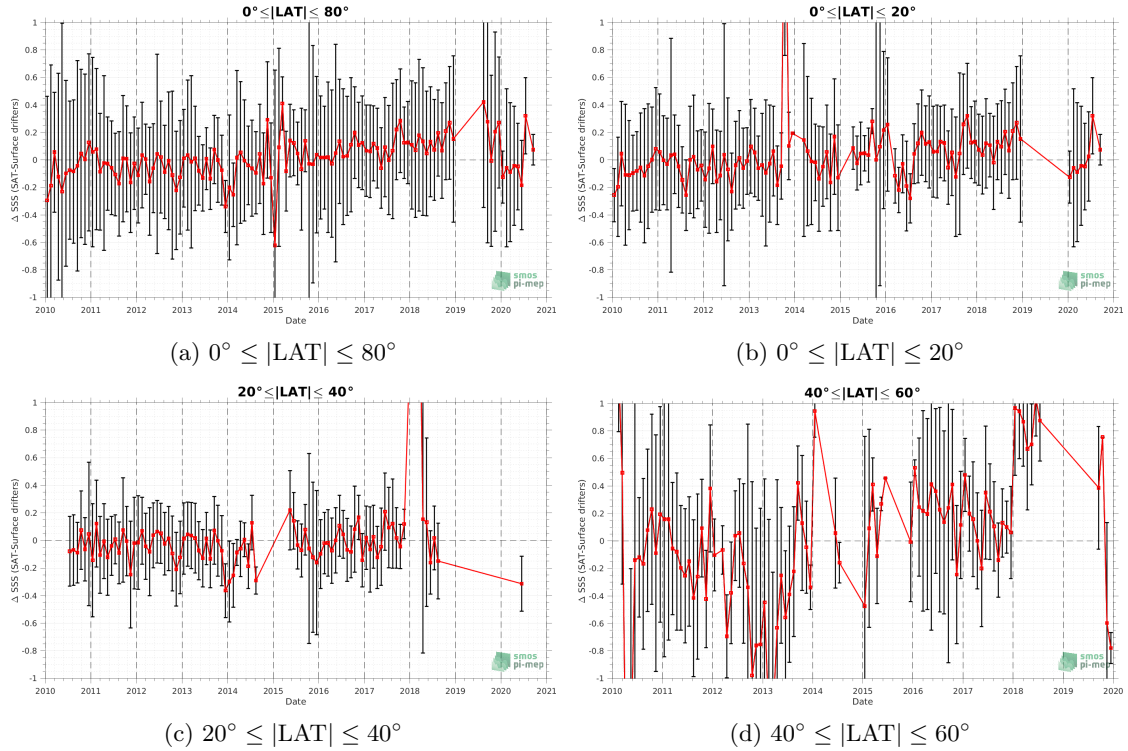 0°≤|LAT|≤ 80°
1
0.8
0.6
0.4
0.2
0
-0.2
-0.4
-0.6
-0.8
-1
Δ SSS (SAT-Surface drifters)
2010 2011 2012 2013 2014 2015 2016 2017 2018 2019 2020 2021
Date
smos
pi-mep
(a) 0° ≤ |LAT| ≤ 80°
0°≤|LAT|≤ 20°
1
0.8
0.6
0.4
0.2
0
-0.2
-0.4
-0.6
-0.8
-1
Δ SSS (SAT-Surface drifters)
2010 2011 2012 2013 2014 2015 2016 2017 2018 2019 2020 2021
Date
smos
pi-mep
(b) 0° ≤ |LAT| ≤ 20°
20°≤|LAT|≤ 40°
1
0.8
0.6
0.4
0.2
0
-0.2
-0.4
-0.6
-0.8
-1
Δ SSS (SAT-Surface drifters)
2010 2011 2012 2013 2014 2015 2016 2017 2018 2019 2020 2021
Date
smos
pi-mep
(c) 20° ≤ |LAT| ≤ 40°
40°≤|LAT|≤ 60°
1
0.8
0.6
0.4
0.2
0
-0.2
-0.4
-0.6
-0.8
-1
Δ SSS (SAT-Surface drifters)
2010 2011 2012 2013 2014 2015 2016 2017 2018 2019 2020
Date
smos
pi-mep
(d) 40° ≤ |LAT| ≤ 60°